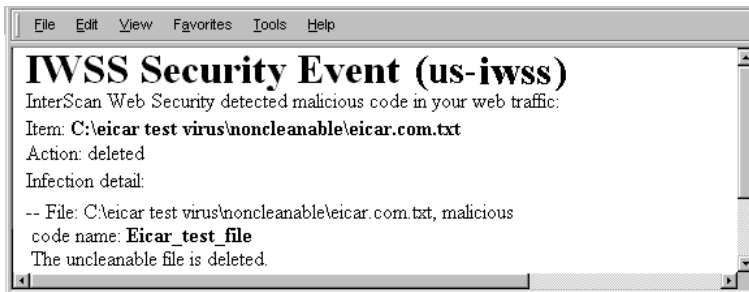 File Edit View Favorites Tools Help
IWSS Security Event (us-iwss)
InterScan Web Security detected malicious code in your web traffic:
Item: C:\eicar test virus\noncleanable\eicar.com.txt
Action: deleted
Infection detail:
-- File: C:\eicar test virus\noncleanable\eicar.com.txt, malicious
code name: Eicar_test_file
The uncleanable file is deleted.